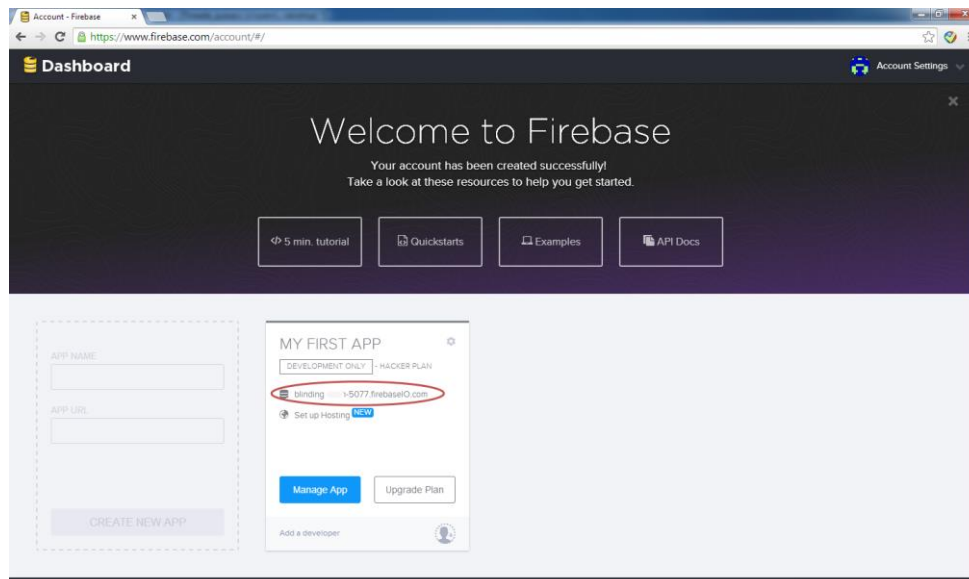 Account - Firebase
https://www.firebase.com/account/#/
Dashboard
Account Settings
Welcome to Firebase
Your account has been created successfully!
Take a look at these resources to help you get started.
</> 5 min. tutorial
Quickstarts
Examples
API Docs
APP NAME
APP URL
CREATE NEW APP
MY FIRST APP
DEVELOPMENT ONLY - HACKER PLAN
blinding -5077.firebaseIO.com
Set up Hosting NEW
Manage App
Upgrade Plan
Add a developer